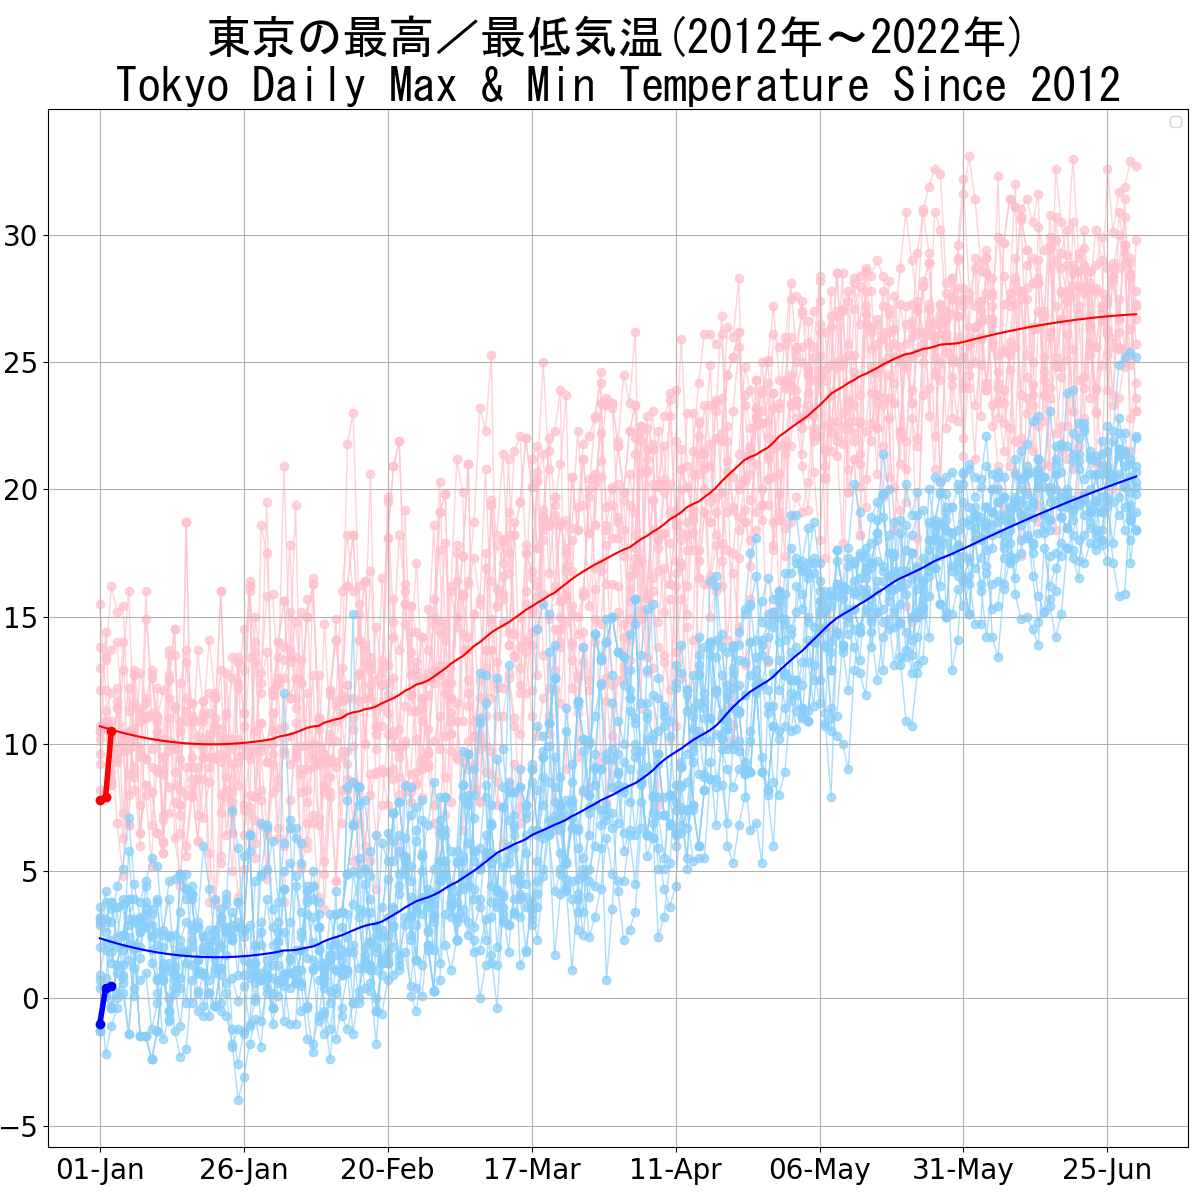 東京の最高／最低気温(2012年～2022年)
Tokyo Daily Max & Min Temperature Since 2012
30
25
20
15
10
5
0
−5
01-Jan 26-Jan 20-Feb 17-Mar 11-Apr 06-May 31-May 25-Jun